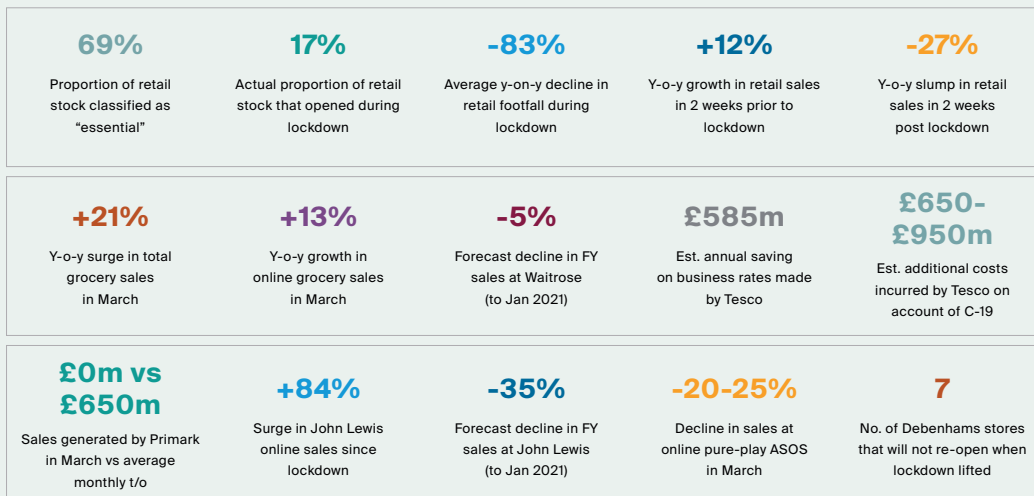 69%
Proportion of retail
stock classified as
“essential”
17%
Actual proportion of retail
stock that opened during
lockdown
-83%
Average y-on-y decline in
retail footfall during
lockdown
+12%
Y-o-y growth in retail sales
in 2 weeks prior to
lockdown
-27%
Y-o-y slump in retail
sales in 2 weeks
post lockdown
+21%
Y-o-y surge in total
grocery sales
in March
+13%
Y-o-y growth in
online grocery sales
in March
-5%
Forecast decline in FY
sales at Waitrose
(to Jan 2021)
£585m
Est. annual saving
on business rates made
by Tesco
£650-
£950m
Est. additional costs
incurred by Tesco on
account of C-19
£0m vs
£650m
Sales generated by Primark
in March vs average
monthly t/o
+84%
Surge in John Lewis
online sales since
lockdown
-35%
Forecast decline in FY
sales at John Lewis
(to Jan 2021)
-20-25%
Decline in sales at
online pure-play ASOS
in March
7
No. of Debenhams stores
that will not re-open when
lockdown lifted